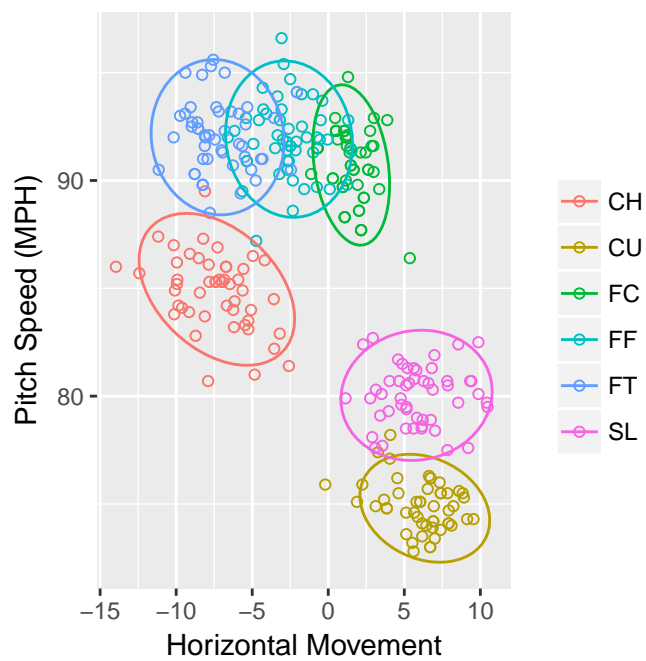 Pitch Speed (MPH)
90
80
−15
−10
−5
0
5
10
Horizontal Movement
CH
CU
FC
FF
FT
SL